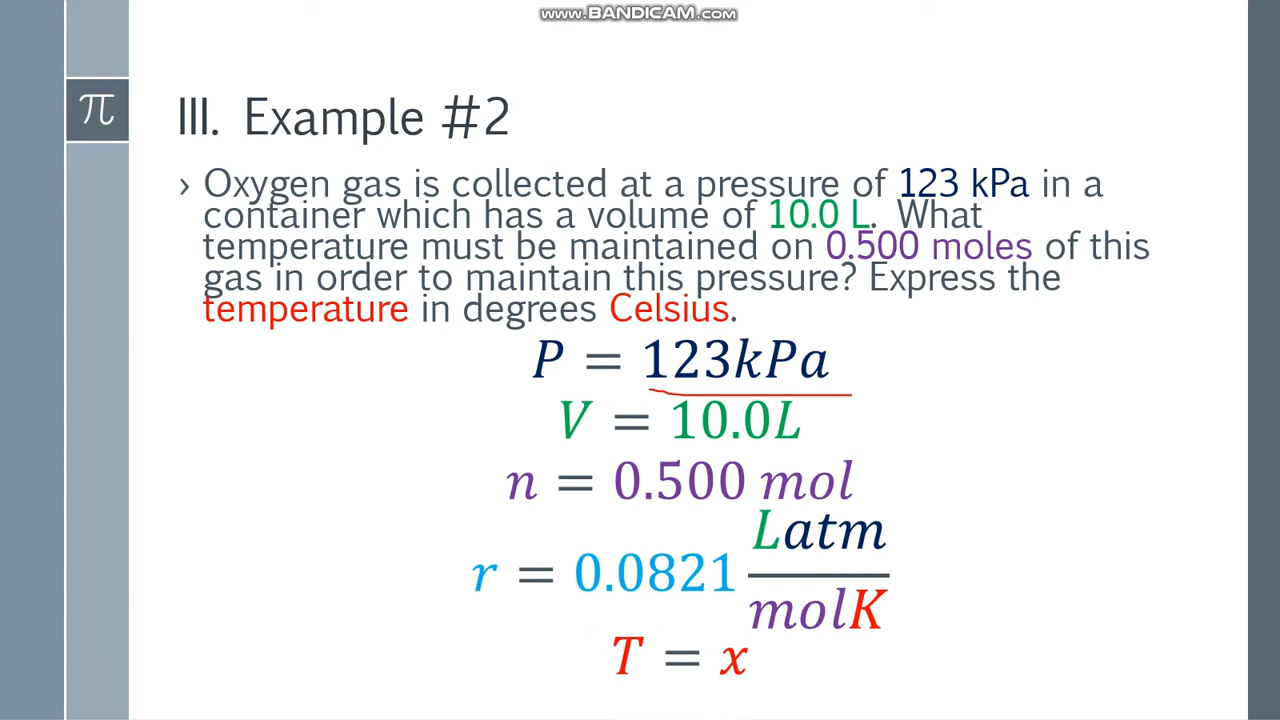 www.BANDICAM.com
π
III. Example #2
› Oxygen gas is collected at a pressure of 123 kPa in a
container which has a volume of 10.0 L. What
temperature must be maintained on 0.500 moles of this
gas in order to maintain this pressure? Express the
temperature in degrees Celsius.
P = 123kPa
V = 10.0L
n = 0.500 mol
r = 0.0821 Latm/molK
T = x